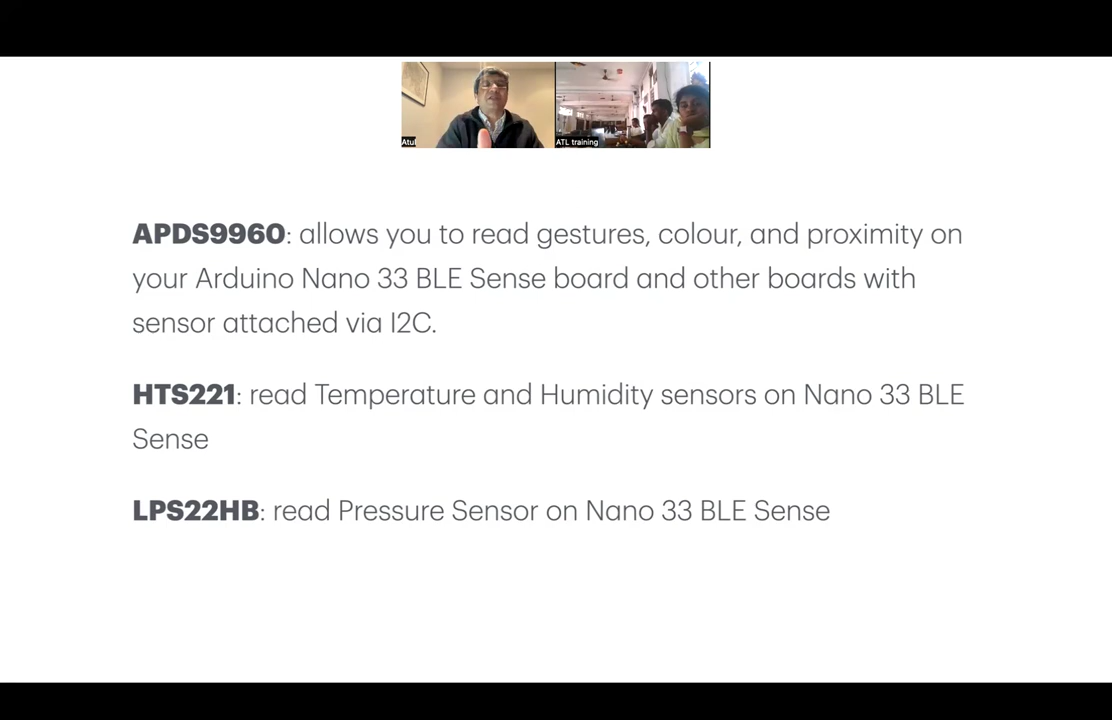 Atul
ATL training
APDS9960: allows you to read gestures, colour, and proximity on
your Arduino Nano 33 BLE Sense board and other boards with
sensor attached via I2C.
HTS221: read Temperature and Humidity sensors on Nano 33 BLE
Sense
LPS22HB: read Pressure Sensor on Nano 33 BLE Sense